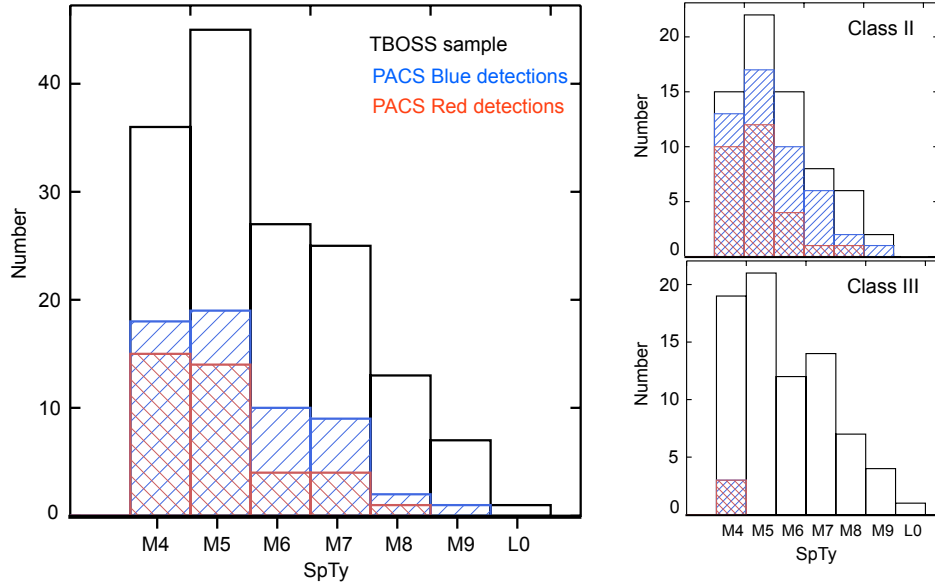 TBOSS sample
PACS Blue detections
PACS Red detections
Number
40
30
20
10
0
M4 M5 M6 M7 M8 M9 L0
SpTy
Class II
Number
20
15
10
5
0
Class III
Number
20
15
10
5
0
M4 M5 M6 M7 M8 M9 L0
SpTy